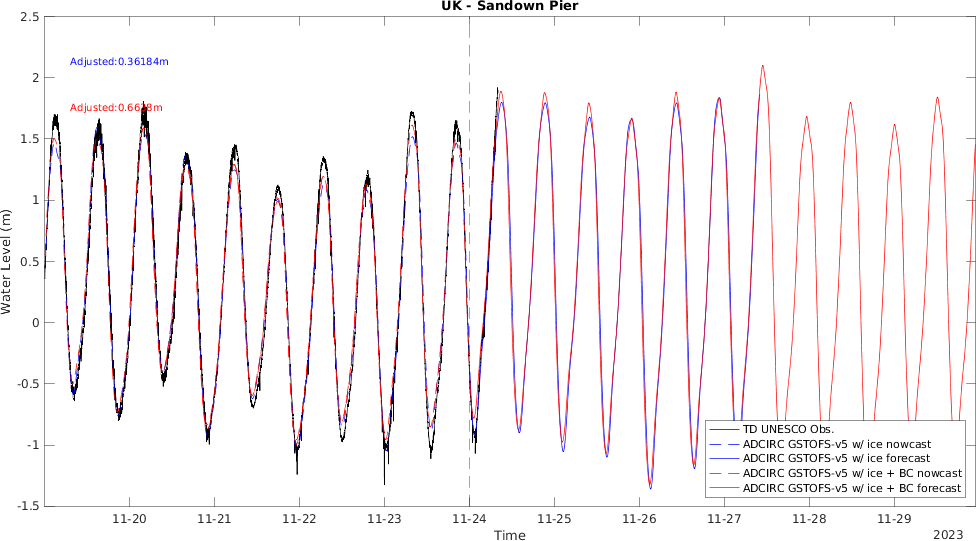 UK - Sandown Pier
2.5
Adjusted:0.36184m
2
1.5
1
0.5
0
-0.5
-1
-1.5
Water Level (m)
TD UNESCO Obs.
ADCIRC GSTOFS-v5 w/ ice nowcast
ADCIRC GSTOFS-v5 w/ ice forecast
ADCIRC GSTOFS-v5 w/ ice + BC nowcast
ADCIRC GSTOFS-v5 w/ ice + BC forecast
11-20 11-21 11-22 11-23 11-24 11-25 11-26 11-27 11-28 11-29
Time
2023